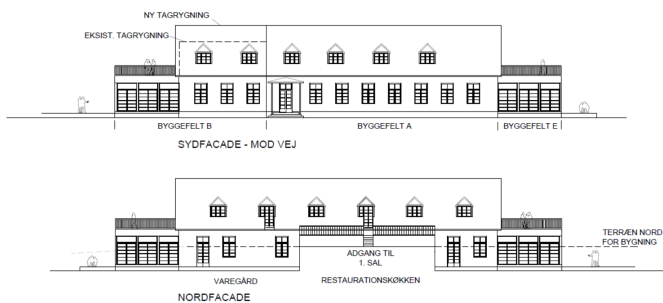 NY TAGRYGNING
EKSIST. TAGRYGNING
BYGGEFELT B
BYGGEFELT A
BYGGEFELT E
SYDFACADE - MOD VEJ
TERRÆN NORD
FOR BYGNING
ADGANG TIL
1. SAL
VAREGÅRD
RESTAURATIONSKØKKEN
NORDFACADE